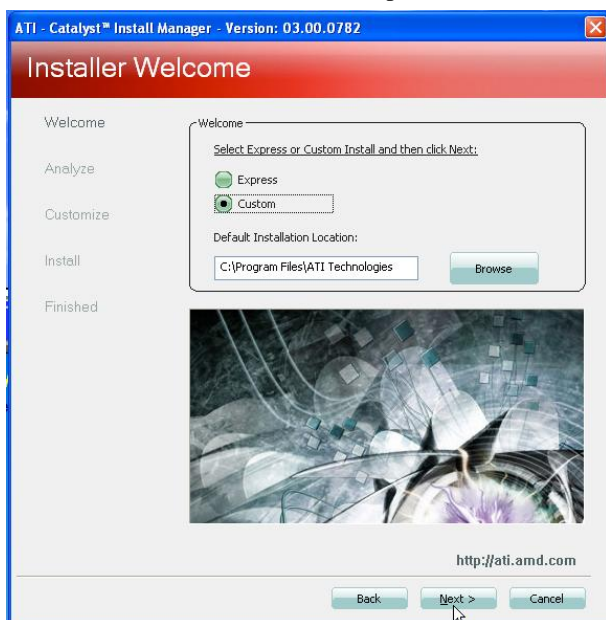 ATI - Catalyst™ Install Manager - Version: 03.00.0782
Installer Welcome
Welcome
Analyze
Customize
Install
Finished
Welcome
Select Express or Custom Install and then click Next:
Express
Custom
Default Installation Location:
C:\Program Files\ATI Technologies
Browse
http://ati.amd.com
Back
Next >
Cancel